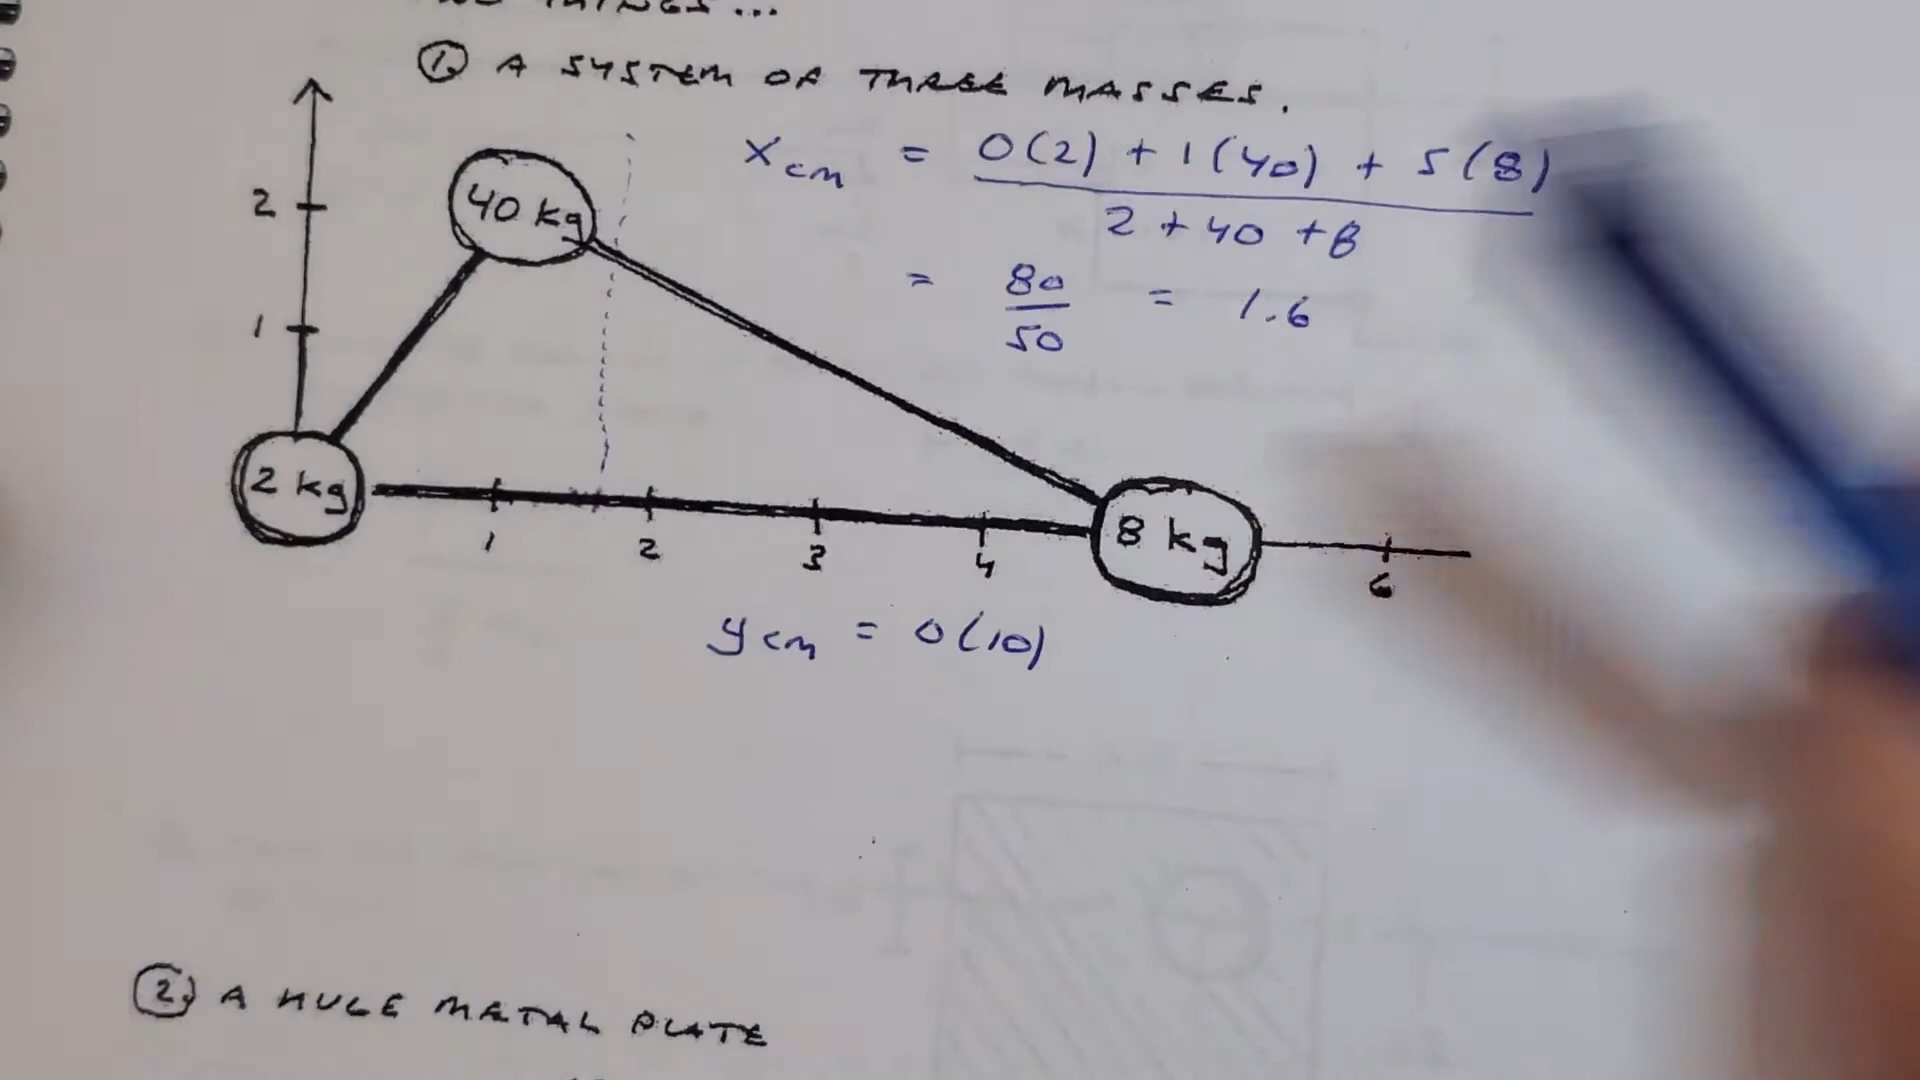 THINGS...
1. A SYSTEM OF THREE MASSES.
Xcm = 0(2) + 1(40) + 5(8)
2 + 40 + 8
= 80 = 1.6
50
2
40 kg
1
2 kg
8 kg
1 2 3 4 6
ycm = 0(10)
2. A HUGE METAL PLATE